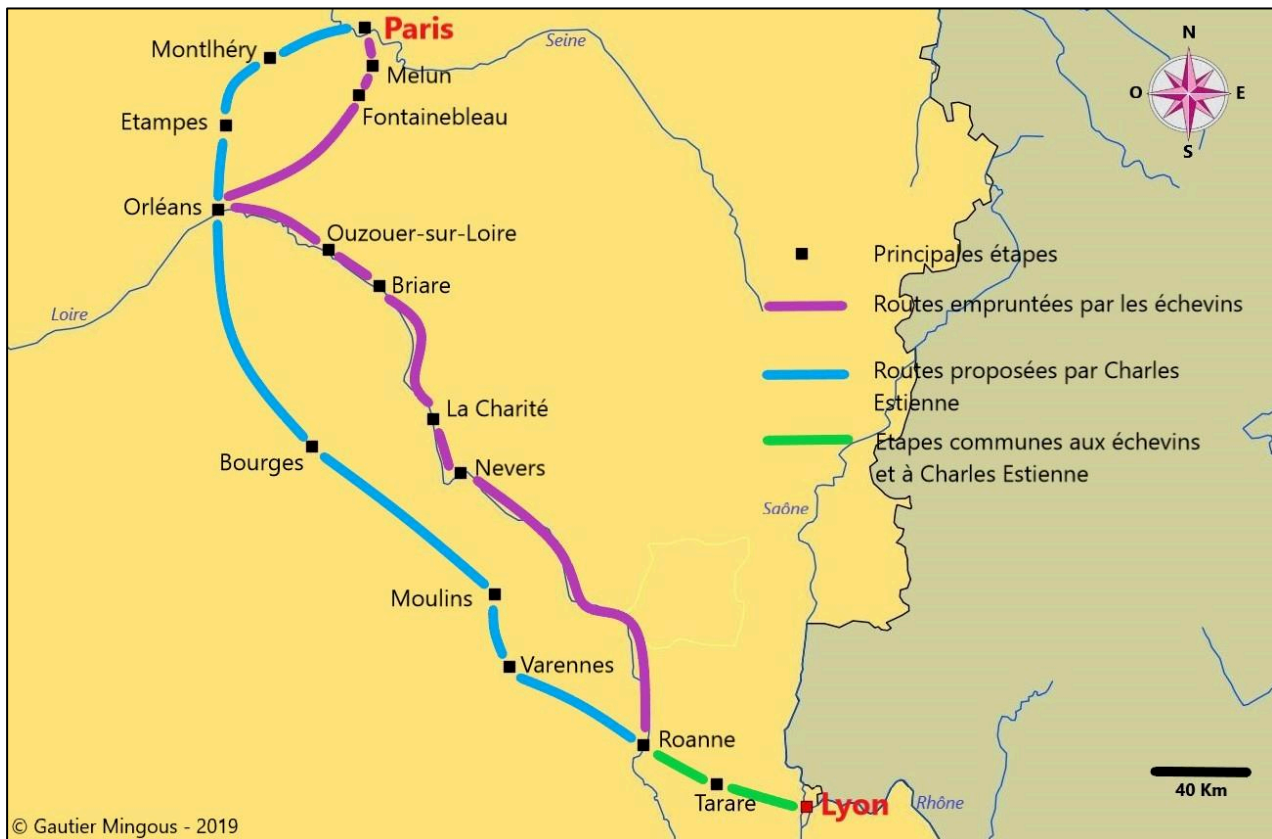 Paris
Montlhéry
Seine
N
O
E
S
Melun
Fontainebleau
Etampes
Orléans
Ouzouer-sur-Loire
Briare
Loire
Principales étapes
Routes empruntées par les échevins
Routes proposées par Charles
Estienne
Etapes communes aux échevins
et à Charles Estienne
La Charité
Bourges
Nevers
Saône
Moulins
Varennes
Roanne
Tarare
Lyon
Rhône
40 Km
© Gautier Mingous - 2019